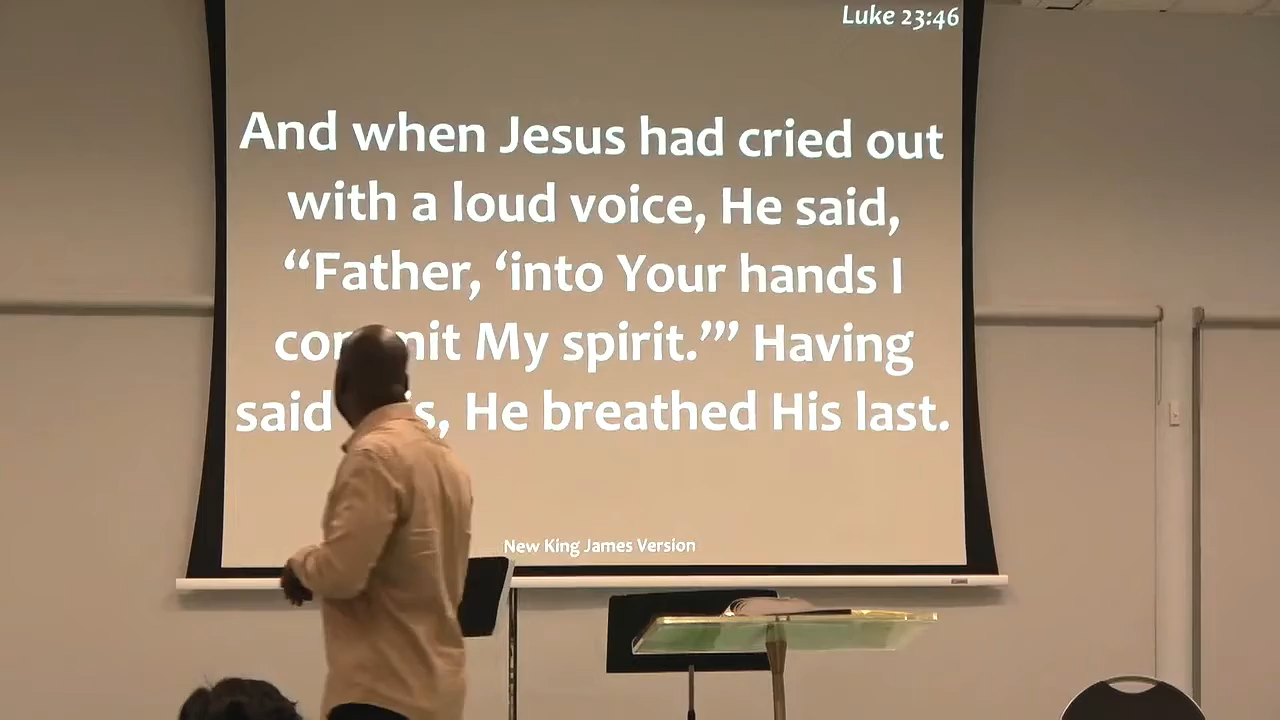 Luke 23:46
And when Jesus had cried out
with a loud voice, He said,
“Father, ‘into Your hands I
My spirit.’” Having
said He breathed His last.
New King James Version